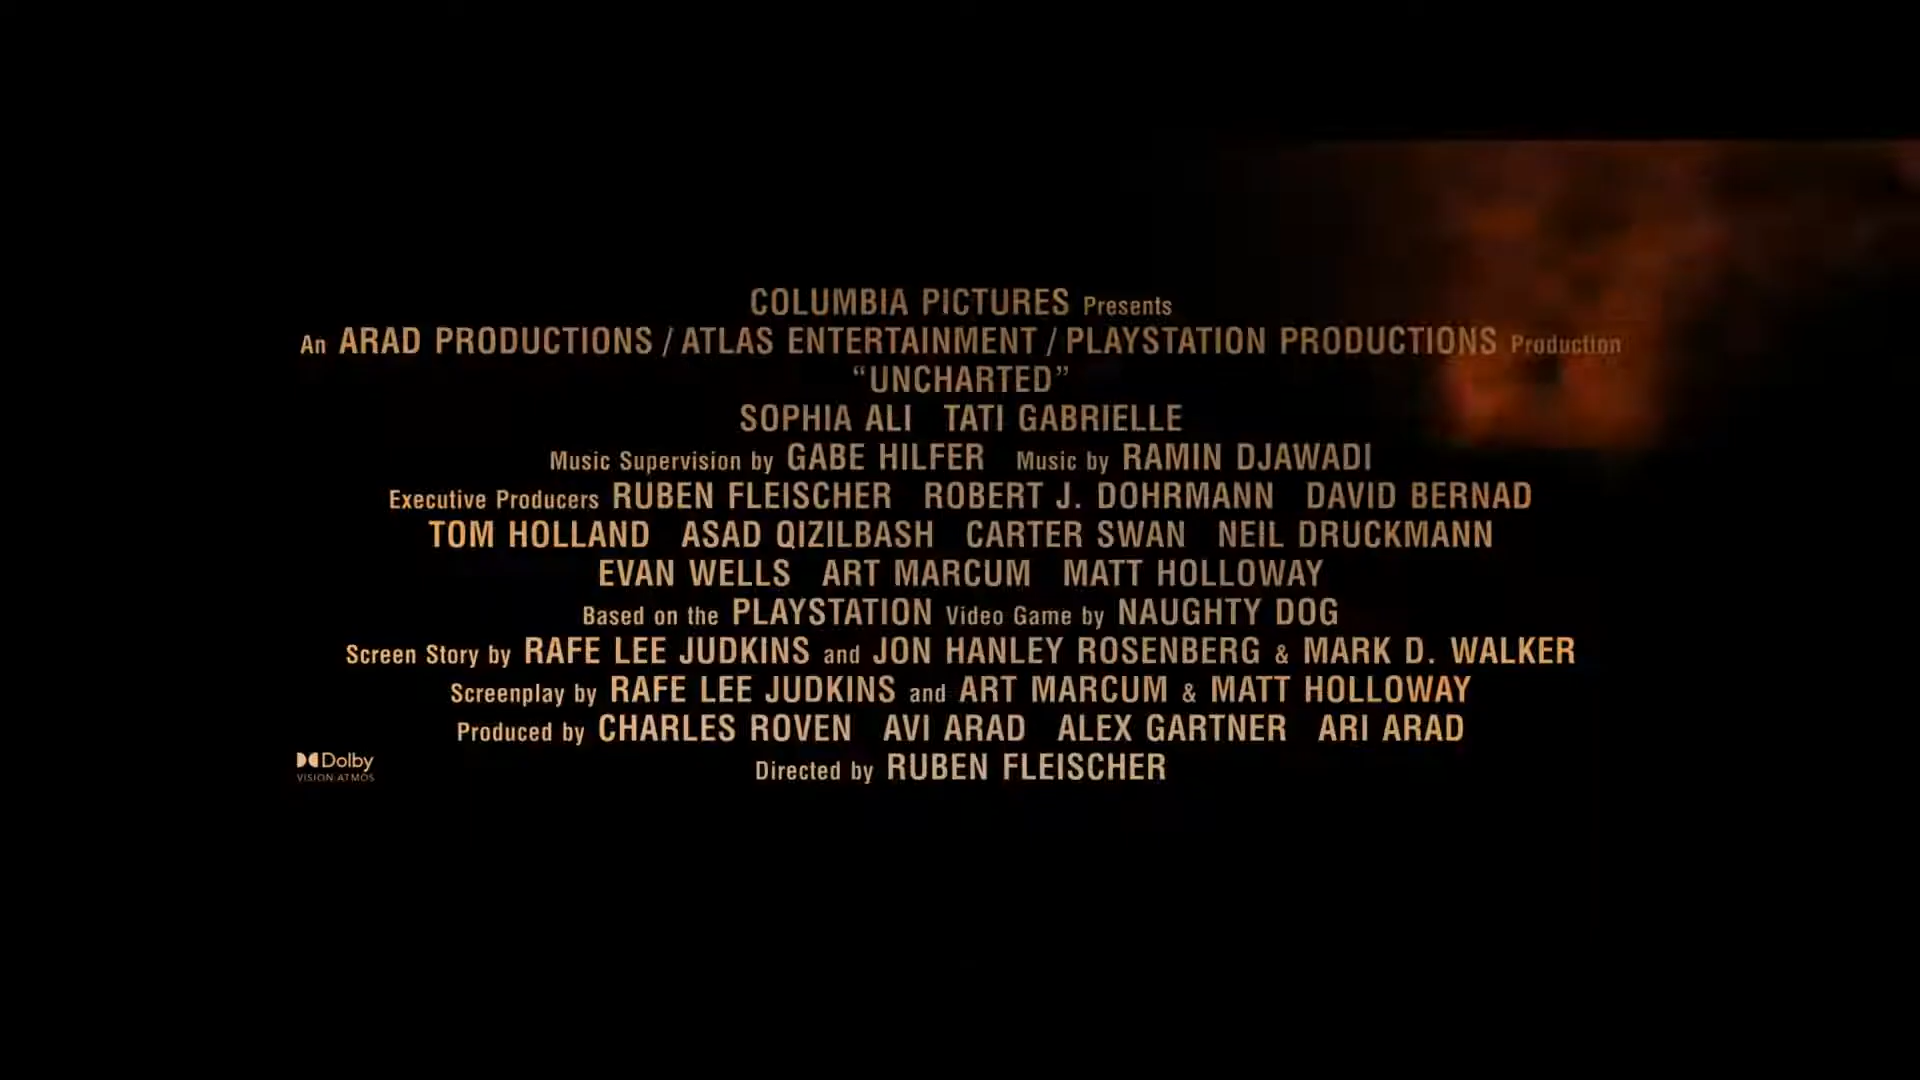 COLUMBIA PICTURES Presents
An ARAD PRODUCTIONS / ATLAS ENTERTAINMENT / PLAYSTATION PRODUCTIONS Production
“UNCHARTED”
SOPHIA ALI TATI GABRIELLE
Music Supervision by GABE HILFER Music by RAMIN DJAWADI
Executive Producers RUBEN FLEISCHER ROBERT J. DOHRMANN DAVID BERNAD
TOM HOLLAND ASAD QIZILBASH CARTER SWAN NEIL DRUCKMANN
EVAN WELLS ART MARCUM MATT HOLLOWAY
Based on the PLAYSTATION Video Game by NAUGHTY DOG
Screen Story by RAFE LEE JUDKINS and JON HANLEY ROSENBERG & MARK D. WALKER
Screenplay by RAFE LEE JUDKINS and ART MARCUM & MATT HOLLOWAY
Produced by CHARLES ROVEN AVI ARAD ALEX GARTNER ARI ARAD
Directed by RUBEN FLEISCHER
Dolby
VISION·ATMOS